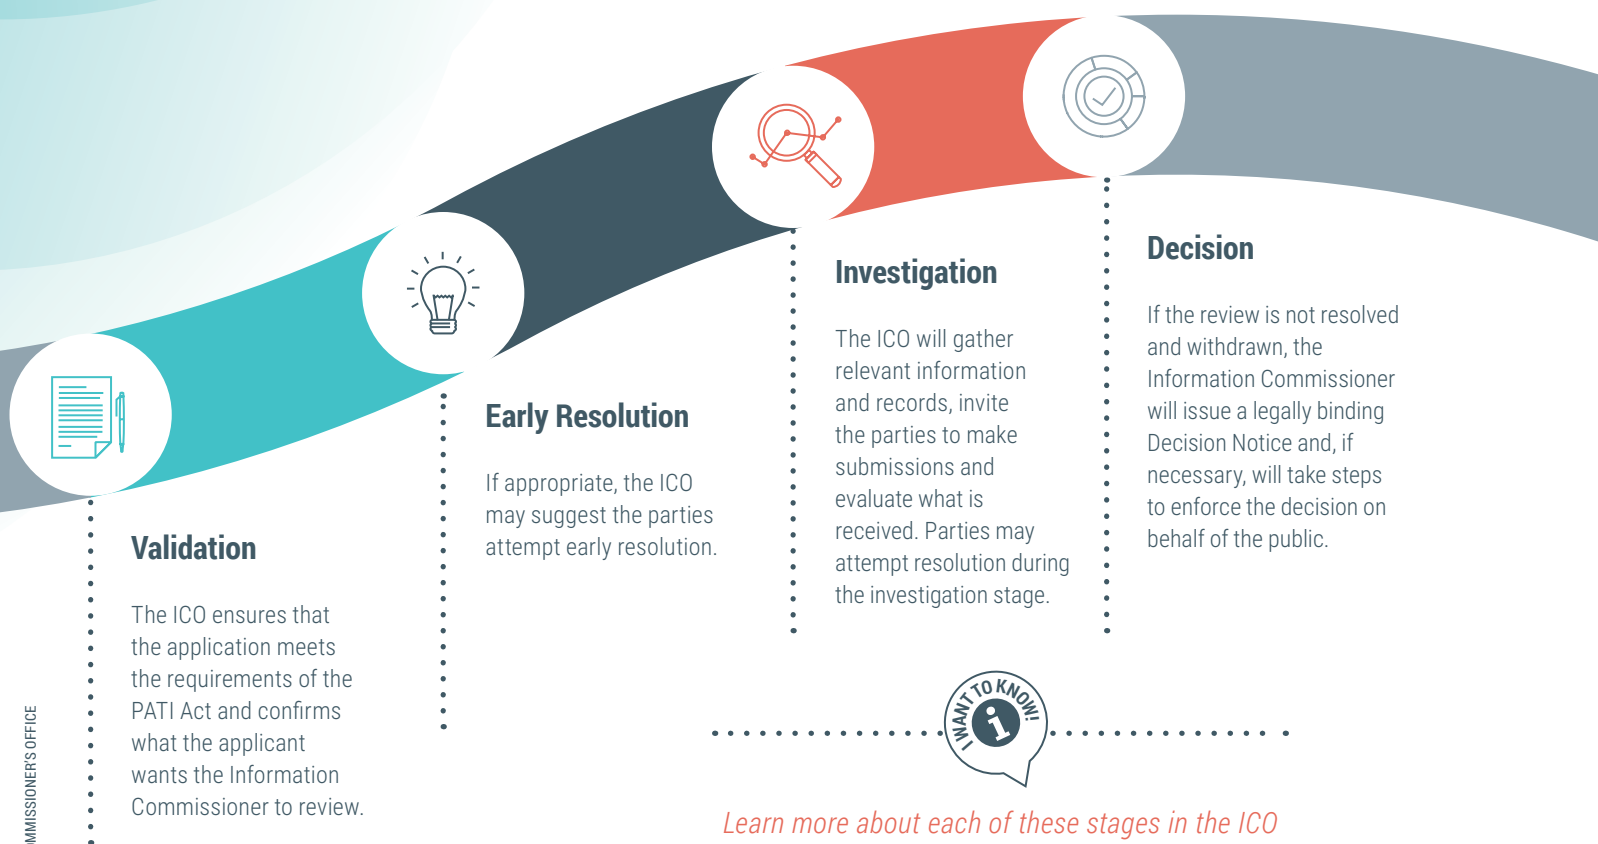 Validation
The ICO ensures that
the application meets
the requirements of the
PATI Act and confirms
what the applicant
wants the Information
Commissioner to review.
Early Resolution
If appropriate, the ICO
may suggest the parties
attempt early resolution.
Investigation
The ICO will gather
relevant information
and records, invite
the parties to make
submissions and
evaluate what is
received. Parties may
attempt resolution during
the investigation stage.
Decision
If the review is not resolved
and withdrawn, the
Information Commissioner
will issue a legally binding
Decision Notice and, if
necessary, will take steps
to enforce the decision on
behalf of the public.
I WANT TO KNOW!
i
Learn more about each of these stages in the ICO
OFFICE